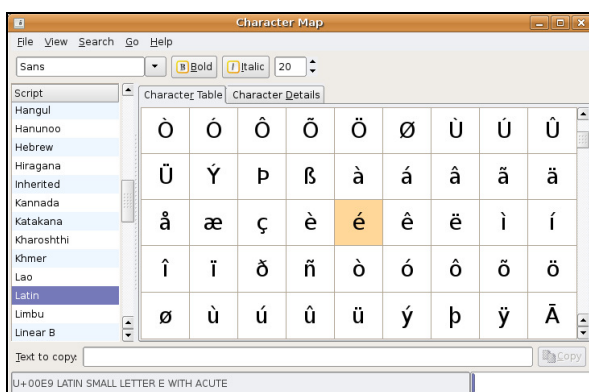 Character Map
File View Search Go Help
Sans Bold Italic 20
Script Character Table Character Details
Hangul
Hanunoo
Hebrew
Hiragana
Inherited
Kannada
Katakana
Kharoshthi
Khmer
Lao
Latin
Limbu
Linear B
Ò Ó Ô Õ Ö Ø Ù Ú Û
Ü Ý Þ ß à á â ã ä
å æ ç è é ê ë ì í
î ï ð ñ ò ó ô õ ö
ø ù ú û ü ý þ ÿ Ā
Text to copy: Copy
U+00E9 LATIN SMALL LETTER E WITH ACUTE